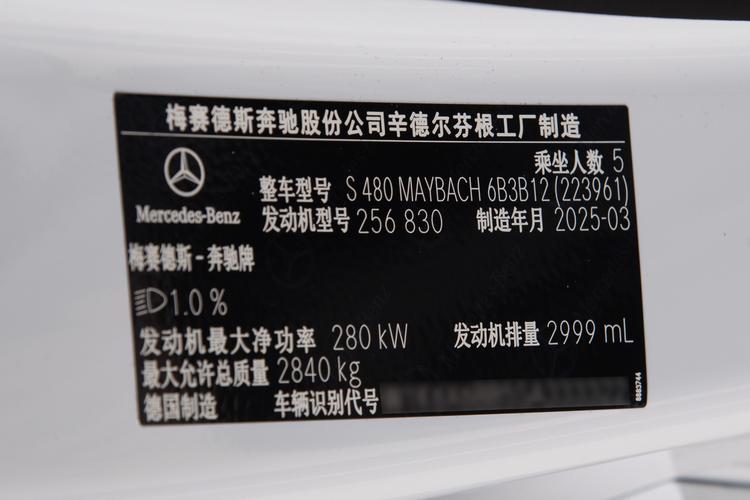 梅赛德斯奔驰股份公司辛德尔芬根工厂制造
乘坐人数 5
整车型号 S 480 MAYBACH 6B3B12 (223961)
Mercedes-Benz
发动机型号 256 830 制造年月 2025-03
梅赛德斯－奔驰牌
1.0 %
发动机最大净功率 280 kW 发动机排量 2999 mL
最大允许总质量 2840 kg
德国制造 车辆识别代号
8683744